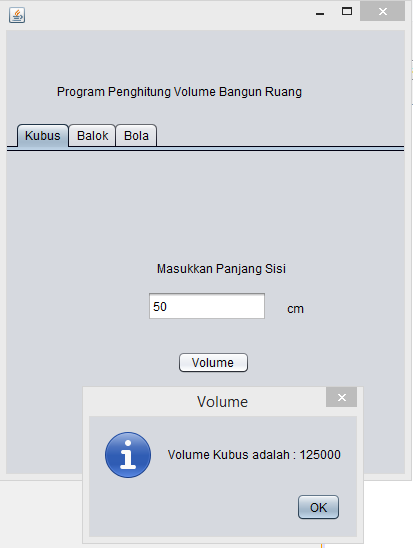 Program Penghitung Volume Bangun Ruang
Kubus Balok Bola
Masukkan Panjang Sisi
50 cm
Volume
Volume
Volume Kubus adalah : 125000
OK